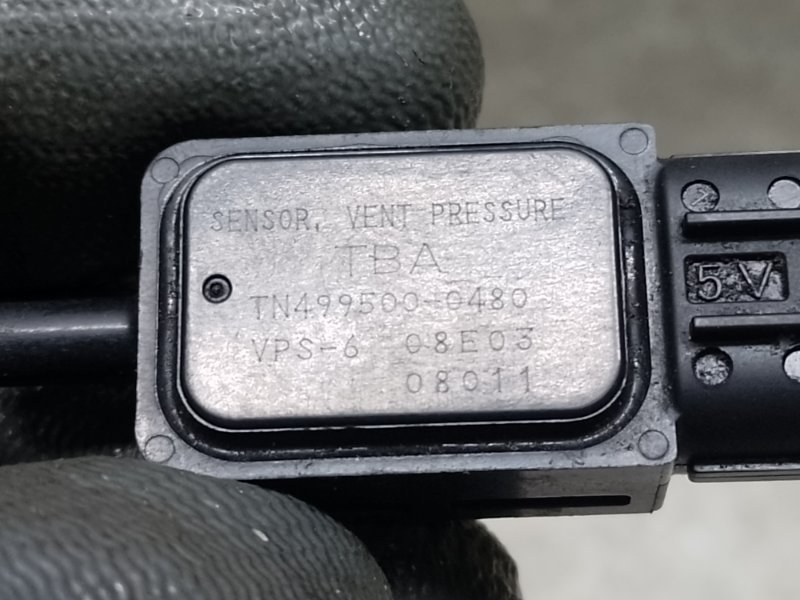 SENSOR, VENT PRESSURE
TBA
TN499500-0480
VPS-6 08E03
08011
5V